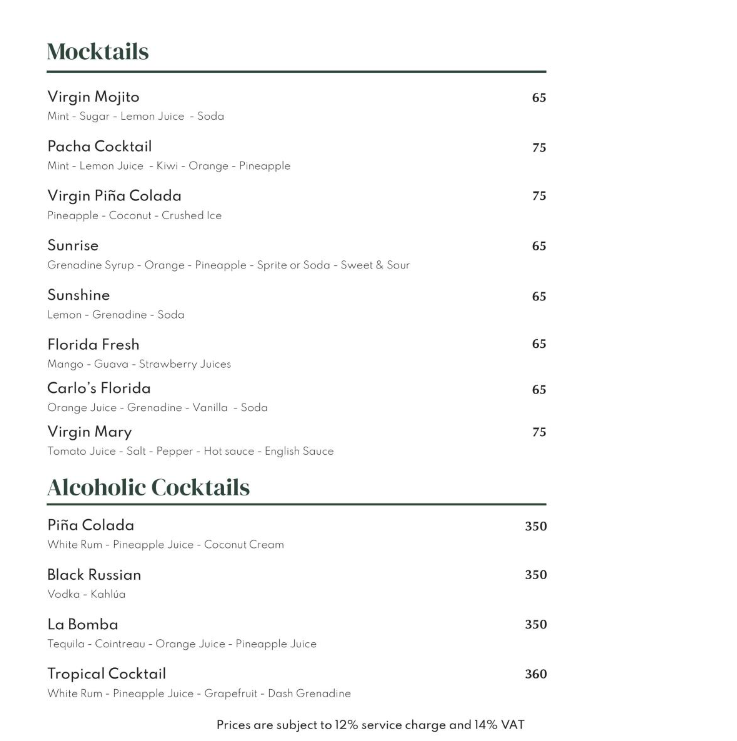 Mocktails
Virgin Mojito 65
Mint - Sugar - Lemon Juice - Soda
Pacha Cocktail 75
Mint - Lemon Juice - Kiwi - Orange - Pineapple
Virgin Piña Colada 75
Pineapple - Coconut - Crushed Ice
Sunrise 65
Grenadine Syrup - Orange - Pineapple - Sprite or Soda - Sweet & Sour
Sunshine 65
Lemon - Grenadine - Soda
Florida Fresh 65
Mango - Guava - Strawberry Juices
Carlo's Florida 65
Orange Juice - Grenadine - Vanilla - Soda
Virgin Mary 75
Tomato Juice - Salt - Pepper - Hot sauce - English Sauce
Alcoholic Cocktails
Piña Colada 350
White Rum - Pineapple Juice - Coconut Cream
Black Russian 350
Vodka - Kahlúa
La Bomba 350
Tequila - Cointreau - Orange Juice - Pineapple Juice
Tropical Cocktail 360
White Rum - Pineapple Juice - Grapefruit - Dash Grenadine
Prices are subject to 12% service charge and 14% VAT